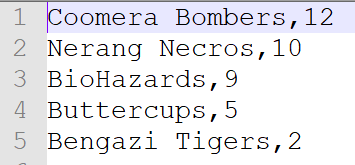 1 Coomera Bombers,12
2 Nerang Necros,10
3 BioHazards,9
4 Buttercups,5
5 Bengazi Tigers,2